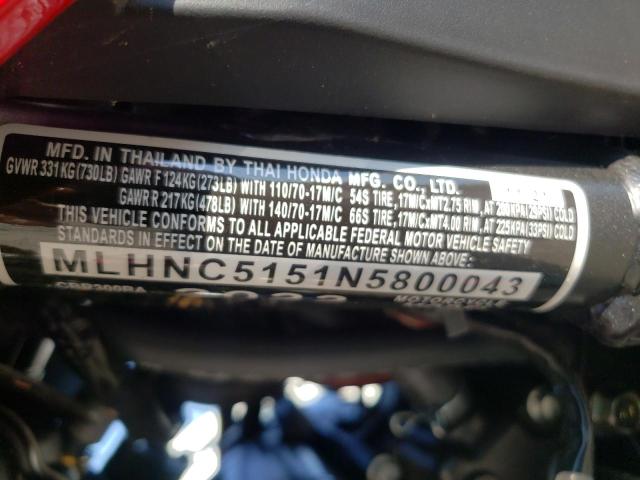 MFD. IN THAILAND BY THAI HONDA MFG. CO., LTD.
GVWR 331KG(730LB) GAWR F 124KG(273LB) WITH 110/70-17M/C 54S TIRE, 17M/CxMT2.75 RIM, AT 200KPA(29PSI) COLD
GAWR R 217KG(478LB) WITH 140/70-17M/C 66S TIRE, 17M/CxMT4.00 RIM, AT 225KPA(33PSI) COLD
THIS VEHICLE CONFORMS TO ALL APPLICABLE FEDERAL MOTOR VEHICLE SAFETY
STANDARDS IN EFFECT ON THE DATE OF MANUFACTURE SHOWN ABOVE.
MLHNC5151N5800043
CBR300RA 2022 MOTORCYCLE